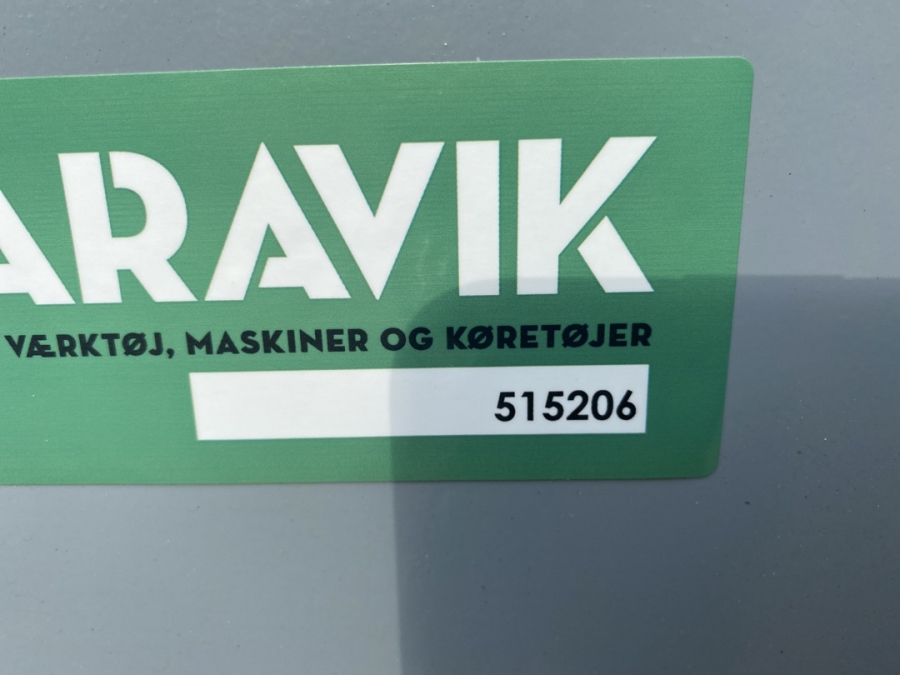 ARAVIK
VÆRKTØJ, MASKINER OG KØRETØJER
515206